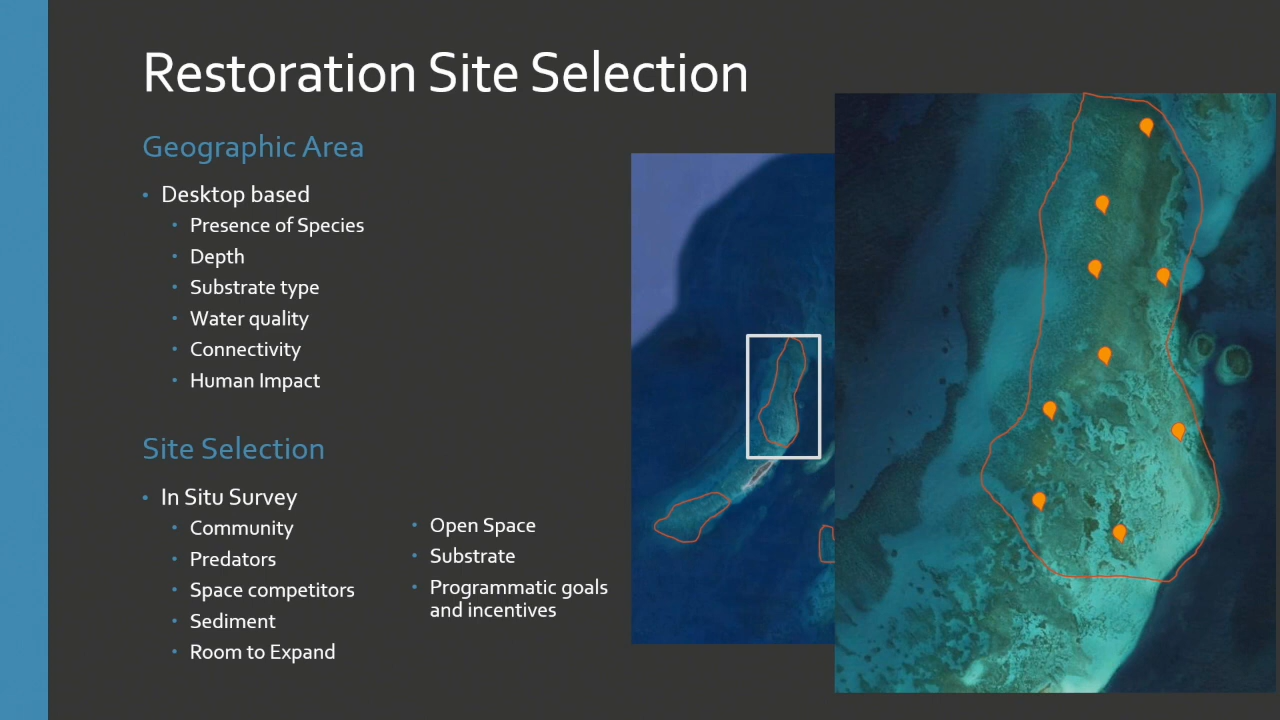 Restoration Site Selection
Geographic Area
• Desktop based
• Presence of Species
• Depth
• Substrate type
• Water quality
• Connectivity
• Human Impact
Site Selection
• In Situ Survey
• Community
• Predators
• Space competitors
• Sediment
• Room to Expand
• Open Space
• Substrate
• Programmatic goals
and incentives